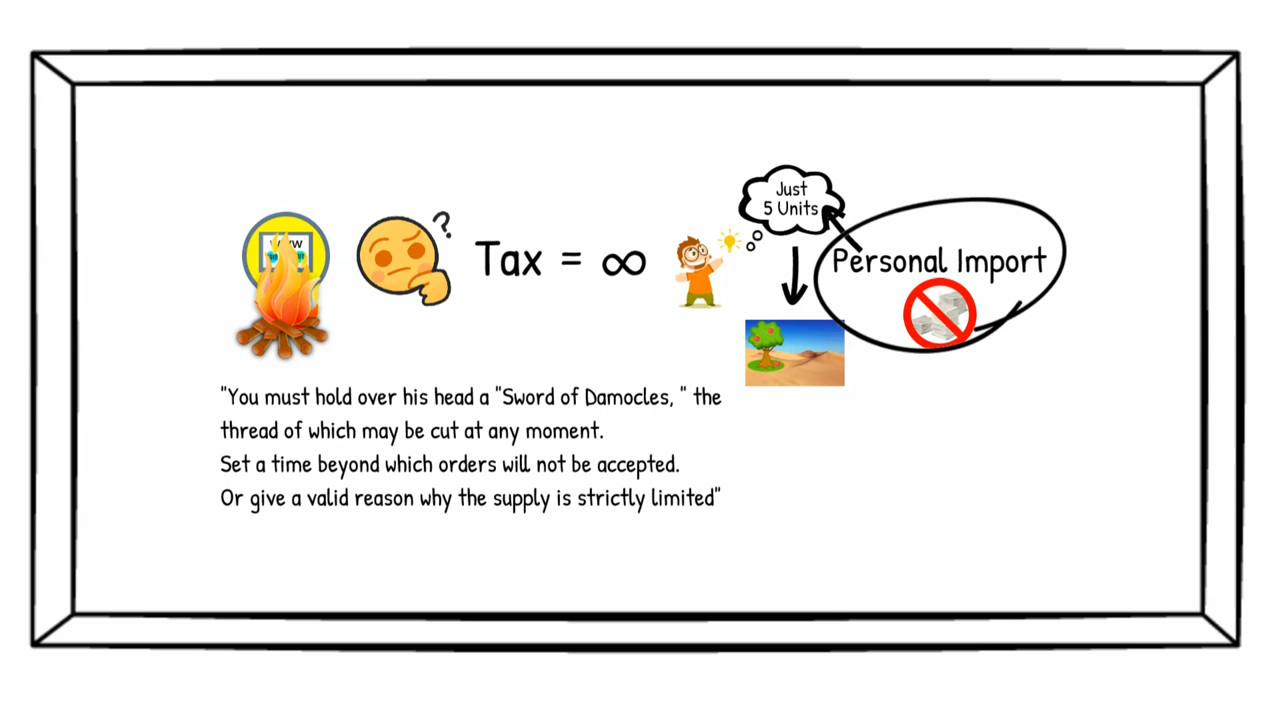 Just
5 Units
?
Tax = ∞
Personal Import
"You must hold over his head a "Sword of Damocles, " the
thread of which may be cut at any moment.
Set a time beyond which orders will not be accepted.
Or give a valid reason why the supply is strictly limited"